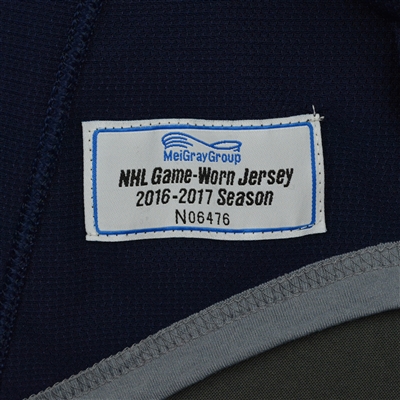 MeiGrayGroup
NHL Game-Worn Jersey
2016-2017 Season
N06476